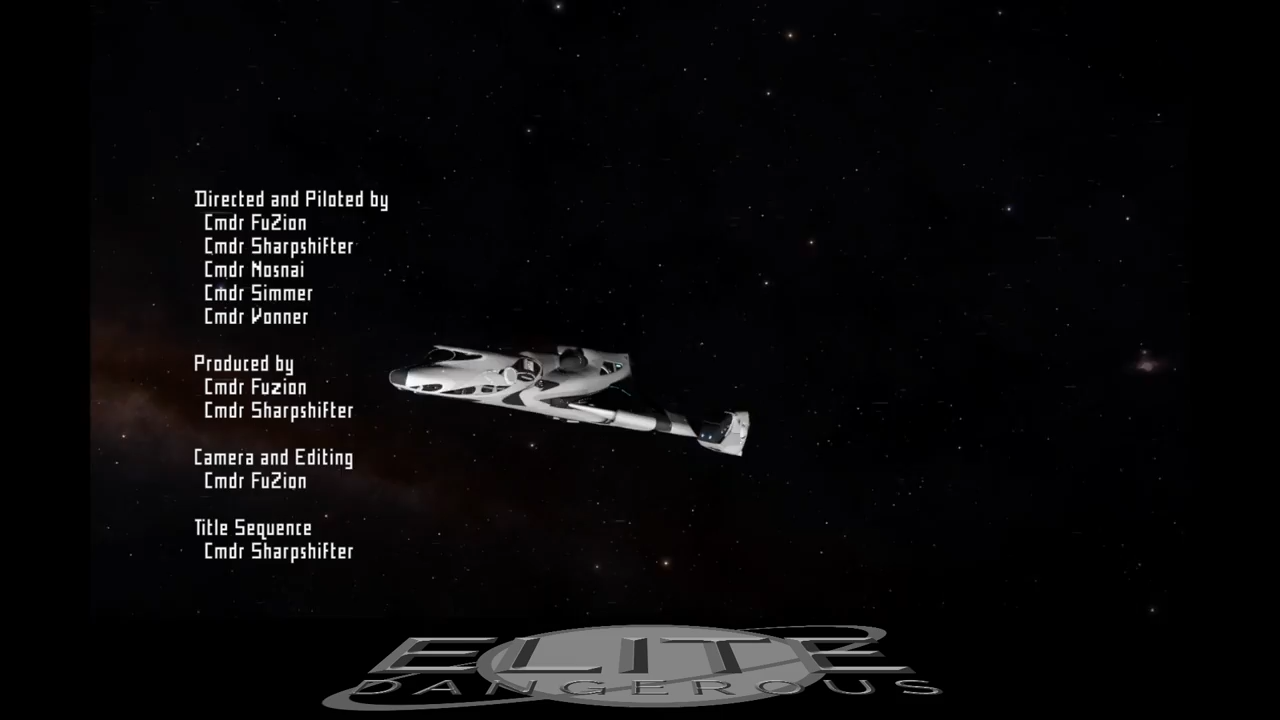 Directed and Piloted by
Cmdr FuZion
Cmdr Sharpshifter
Cmdr Nosnai
Cmdr Simmer
Cmdr Vonner
Produced by
Cmdr Fuzion
Cmdr Sharpshifter
Camera and Editing
Cmdr FuZion
Title Sequence
Cmdr Sharpshifter
ELITE
DANGEROUS